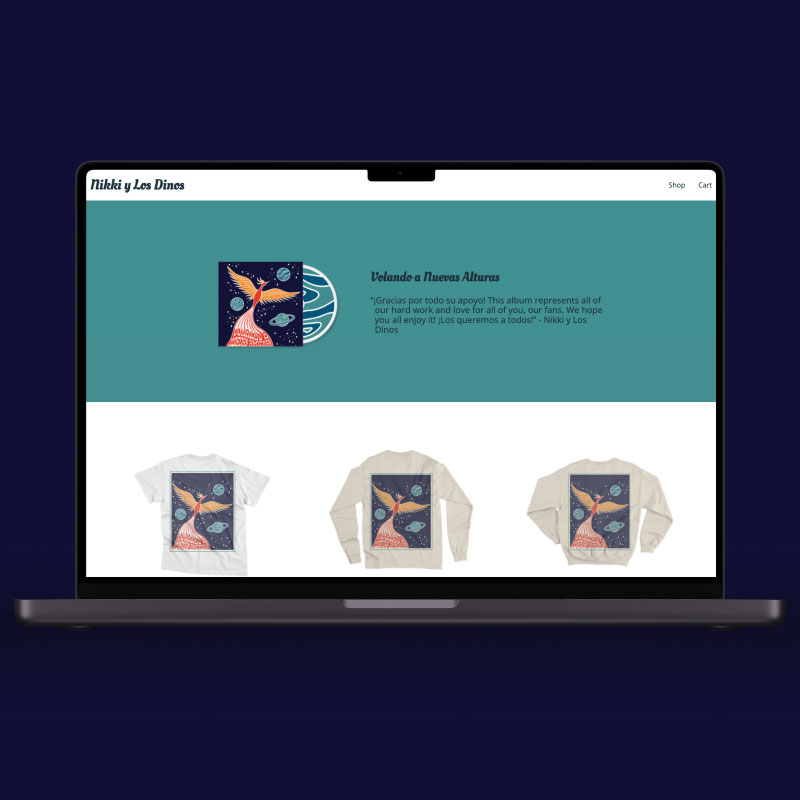 Nikki y Los Dinos
Shop
Cart
Volando a Nuevas Alturas
"¡Gracias por todo su apoyo! This album represents all of
our hard work and love for all of you, our fans. We hope
you all enjoy it! ¡Los queremos a todos!" - Nikki y Los
Dinos